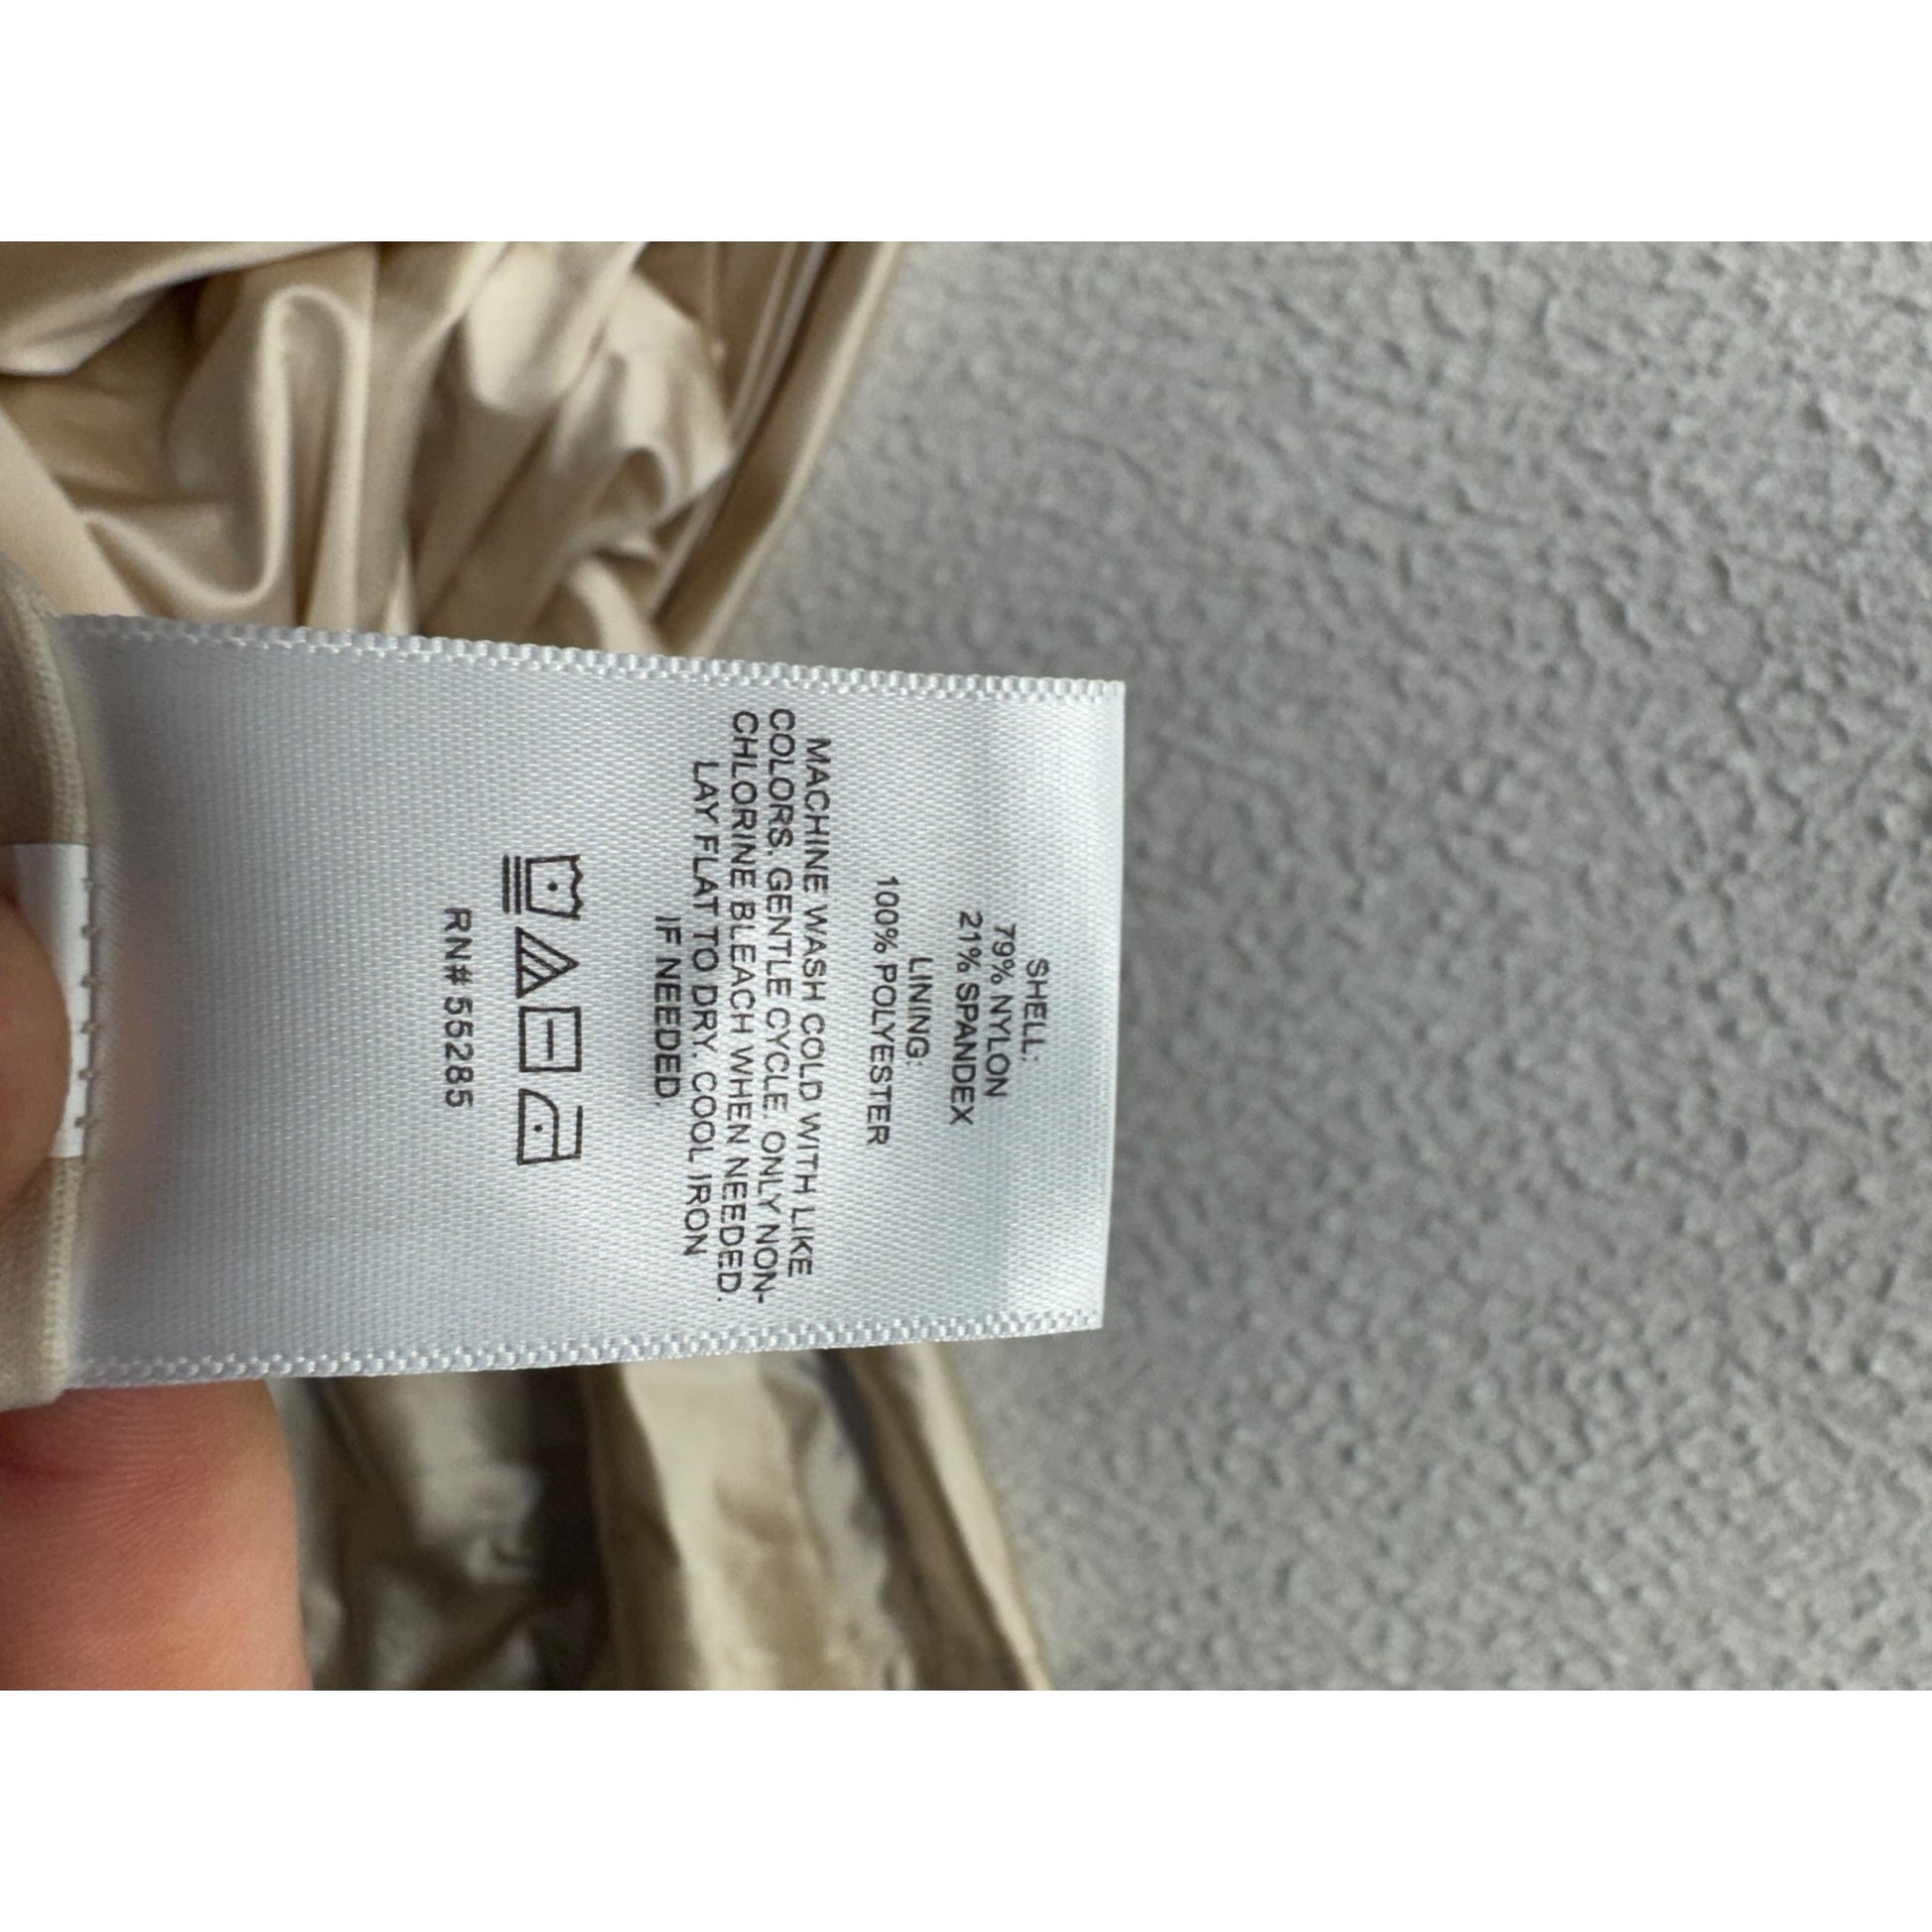 SHELL:
79% NYLON
21% SPANDEX
LINING:
100% POLYESTER
MACHINE WASH COLD WITH LIKE
COLORS. GENTLE CYCLE. ONLY NON-
CHLORINE BLEACH WHEN NEEDED.
LAY FLAT TO DRY. COOL IRON
IF NEEDED.
RN# 55285